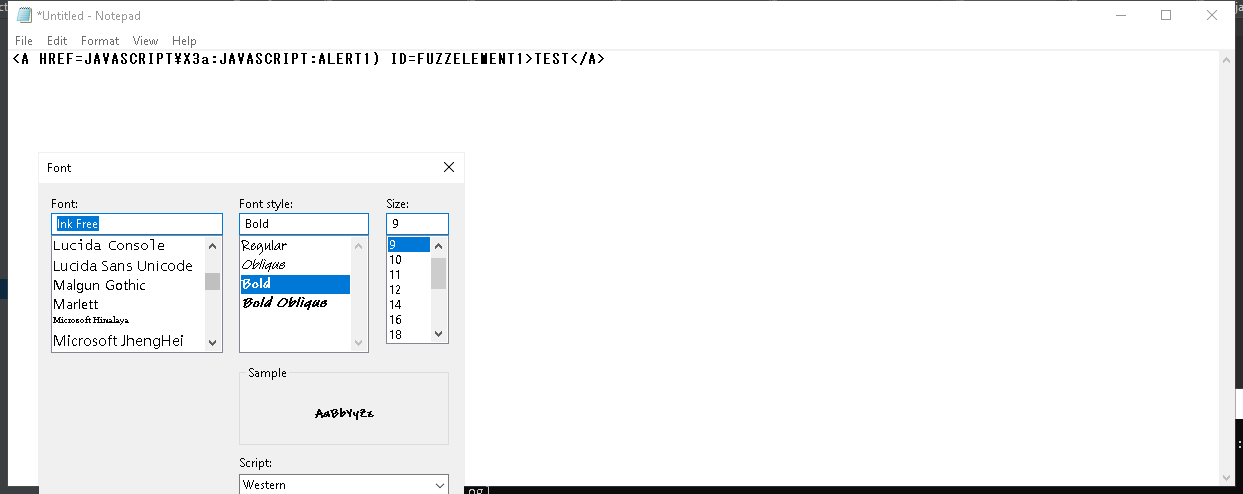 *Untitled - Notepad
File Edit Format View Help
<A HREF=JAVASCRIPT¥X3a:JAVASCRIPT:ALERT1) ID=FUZZELEMENT1>TEST</A>
Font
Font: Font style: Size:
Ink Free Bold 9
Lucida Console Regular 9
Lucida Sans Unicode Oblique 10
Malgun Gothic Bold 11
Marlett Bold Oblique 12
Microsoft Himalaya 14
Microsoft JhengHei 16
18
Sample
AaBbYyZz
Script:
Western